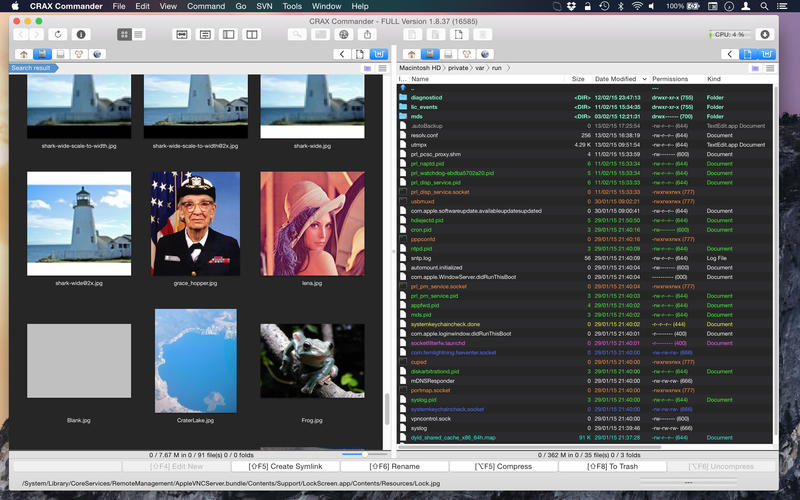 CRAX Commander File Edit View Command Go SVN Tools Window Help 100%
CRAX Commander - FULL Version 1.8.37 (16585)
CPU: 4 %
Search result
Macintosh HD private var run
I... Name Size Date Modified Permissions Kind
shark-wide-scale-to-width.jpg
shark-wide-scale-to-width@2x.jpg
shark-wide.jpg
shark-wide@2x.jpg
grace_hopper.jpg
lena.jpg
Blank.jpg
CraterLake.jpg
Frog.jpg
.. ---
diagnosticd <DIR> 12/02/15 23:47:13 drwxr-xr-x (755) Folder
lic_events <DIR> 11/02/15 15:34:35 drwxr-xr-x (755) Folder
mds <DIR> 03/02/15 12:21:31 drwx------ (700) Folder
.autoBackup 0 13/02/15 17:25:54 -rw-r--r-- (644) TextEdit.app Document
resolv.conf 256 13/02/15 16:38:19 -rw-r--r-- (644) Document
utmpx 4.29 K 13/02/15 09:51:54 -rw-r--r-- (644) TextEdit.app Document
prl_pcsc_proxy.shm 4 11/02/15 15:33:59 -rw------- (600) Document
prl_naptd.pid 6 11/02/15 15:33:34 -rw-r--r-- (644) Document
prl_watchdog-abdba5702a20.pid 5 11/02/15 15:33:34 -rw-r--r-- (644) Document
prl_disp_service.pid 5 11/02/15 15:33:34 -rw-r--r-- (644) Document
prl_disp_service.socket 0 11/02/15 15:33:34 -rwxrwxrwx (777)
usbmuxd 0 30/01/15 09:02:21 -rwxrwxrwx (777)
com.apple.softwareupdate.availableupdatesupdated 0 30/01/15 09:00:41 -rw-r--r-- (644) Document
hdiejectd.pid 5 29/01/15 21:50:50 -rw-r--r-- (644) Document
cron.pid 3 29/01/15 21:40:16 -rw------- (600) Document
pppconfd 0 29/01/15 21:40:16 -rwxrwxrwx (777)
ntpd.pid 3 29/01/15 21:40:09 -rw-r--r-- (644) Document
sntp.log 56 29/01/15 21:40:09 -rw-r--r-- (644) Log File
automount.initialized 0 29/01/15 21:40:04 Document
com.apple.WindowServer.didRunThisBoot 0 29/01/15 21:40:03 Document
prl_pm_service.socket 0 29/01/15 21:40:03 -rwxrwxrwx (777)
prl_pm_service.pid 3 29/01/15 21:40:03 -rw-r--r-- (644) Document
appfwd.pid 4 29/01/15 21:40:02 -rw-r--r-- (644) Document
mds.pid 3 29/01/15 21:40:02 -rw-r--r-- (644) Document
systemkeychaincheck.done 0 29/01/15 21:40:02 -r--r--r-- (444) Document
com.apple.loginwindow.didRunThisBoot 0 29/01/15 21:40:01 -r-------- (400) Document
socketfilterfw.launchd 0 29/01/15 21:40:01 -rw-r--r-- (644) Document
0 29/01/15 21:40:01 -rw-rw-rw- (666)
cupsd 0 29/01/15 21:40:00 -rwxrwxrwx (777)
diskarbitrationd.pid 3 29/01/15 21:40:00 -rw-r--r-- (644) Document
mDNSResponder 0 29/01/15 21:40:00 -rw-rw-rw- (666)
portmap.socket 0 29/01/15 21:40:00 -rwxrwxrwx (777)
syslog.pid 2 29/01/15 21:40:00 -rw-r--r-- (644) Document
systemkeychaincheck.socket 0 29/01/15 21:40:00 -rw-rw-rw- (666)
vpncontrol.sock 0 29/01/15 21:40:00 -rw------- (600)
syslog 0 29/01/15 21:39:46 -rw-rw-rw- (666)
dyld_shared_cache_x86_64h.map 91 K 29/01/15 21:37:28 -rw-r--r-- (644) Document
0 / 7.67 M in 0 / 91 file(s) 0 / 0 folders
0 / 362 M in 0 / 35 file(s) 0 / 3 folders
[⇧F4] Edit New [⇧F5] Create Symlink [⇧F6] Rename [⌥F5] Compress [⇧F8] To Trash [⌥F6] Uncompress
/System/Library/CoreServices/RemoteManagement/AppleVNCServer.bundle/Contents/Support/LockScreen.app/Contents/Resources/Lock.jpg
---